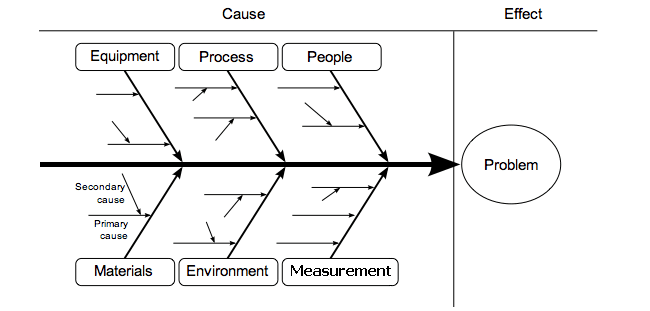 Cause
Effect
Equipment
Process
People
Problem
Secondary
cause
Primary
cause
Materials
Environment
Measurement